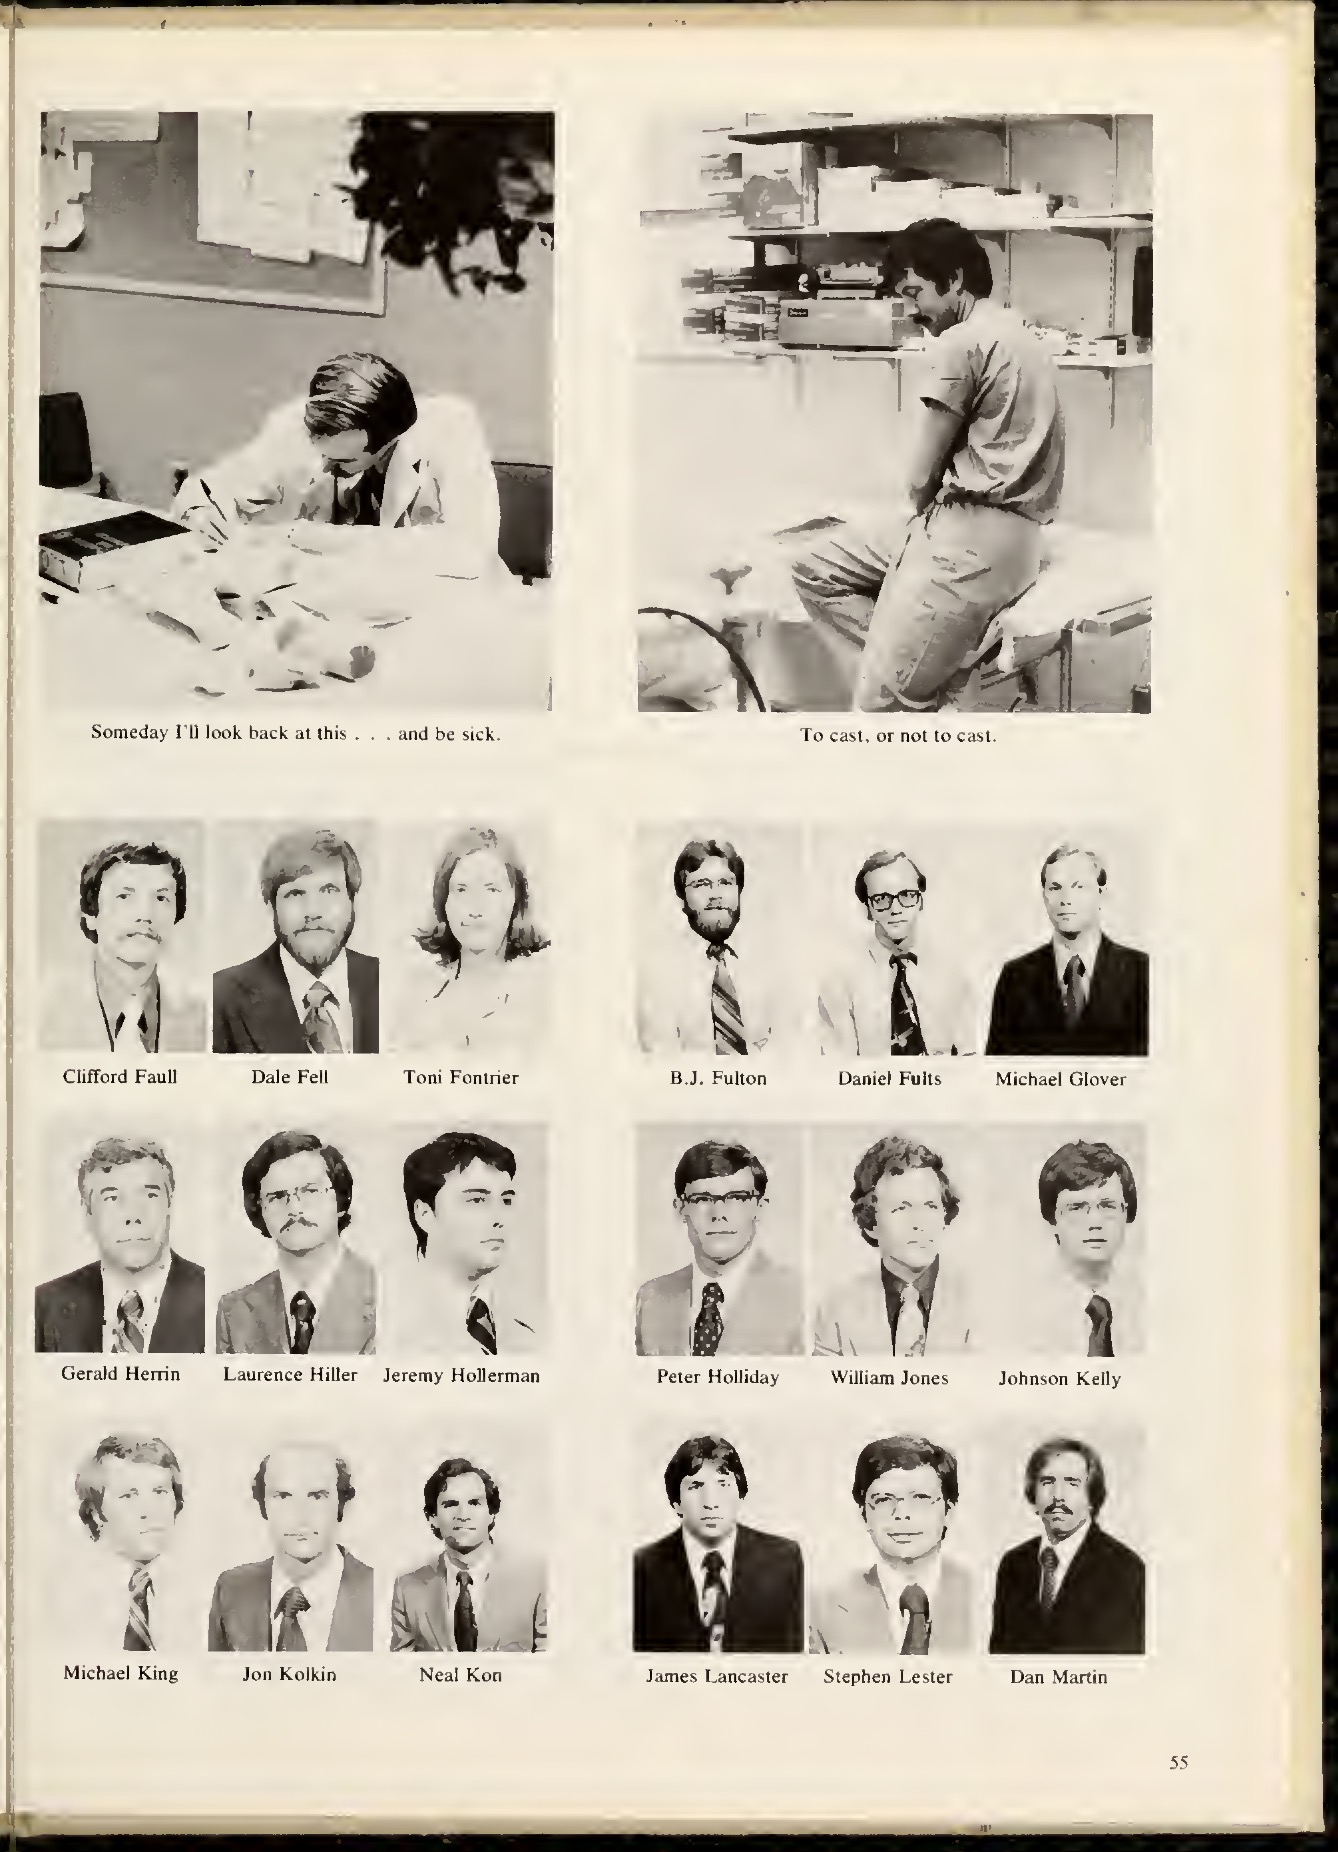 Someday I'll look back at this . . . and be sick.
To cast, or not to cast.
Clifford Faull
Dale Fell
Toni Fontrier
B.J. Fulton
Daniel Fults
Michael Glover
Gerald Herrin
Laurence Hiller
Jeremy Hollerman
Peter Holliday
William Jones
Johnson Kelly
Michael King
Jon Kolkin
Neal Kon
James Lancaster
Stephen Lester
Dan Martin
55